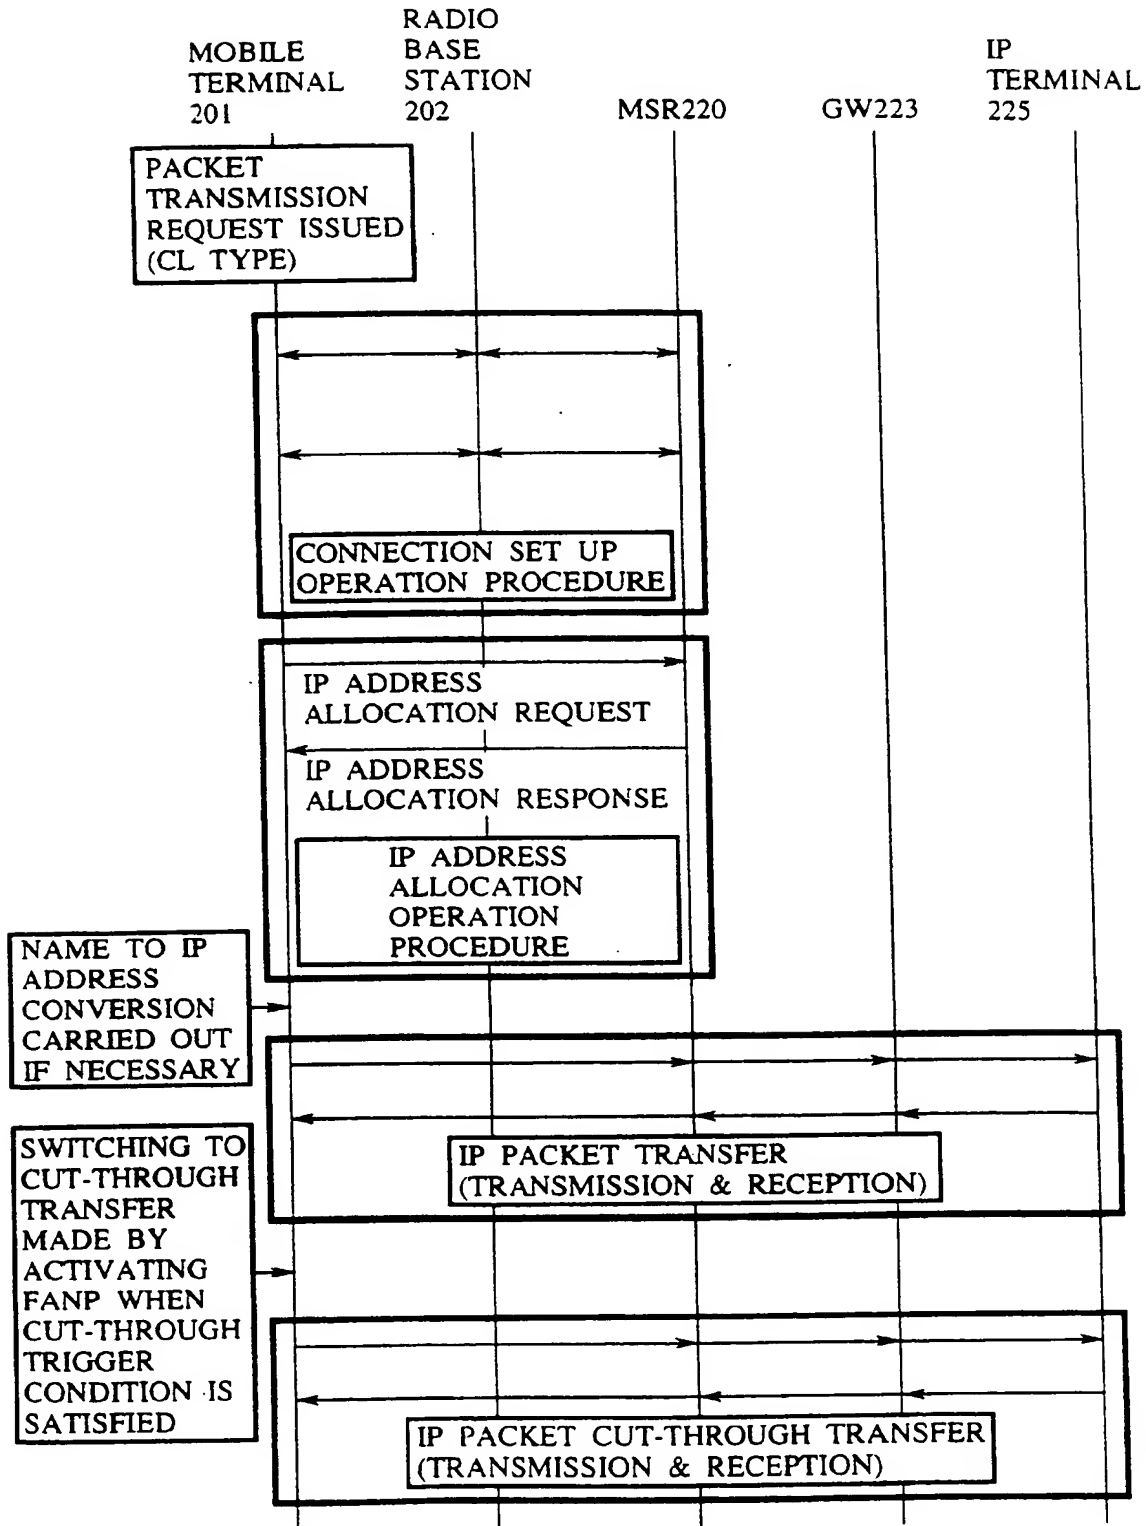 MOBILE
TERMINAL
201
RADIO
BASE
STATION
202
MSR220
GW223
IP
TERMINAL
225
PACKET
TRANSMISSION
REQUEST ISSUED
(CL TYPE)
CONNECTION SET UP
OPERATION PROCEDURE
IP ADDRESS
ALLOCATION REQUEST
IP ADDRESS
ALLOCATION RESPONSE
IP ADDRESS
ALLOCATION
OPERATION
PROCEDURE
NAME TO IP
ADDRESS
CONVERSION
CARRIED OUT
IF NECESSARY
IP PACKET TRANSFER
(TRANSMISSION & RECEPTION)
SWITCHING TO
CUT-THROUGH
TRANSFER
MADE BY
ACTIVATING
FANP WHEN
CUT-THROUGH
TRIGGER
CONDITION IS
SATISFIED
IP PACKET CUT-THROUGH TRANSFER
(TRANSMISSION & RECEPTION)